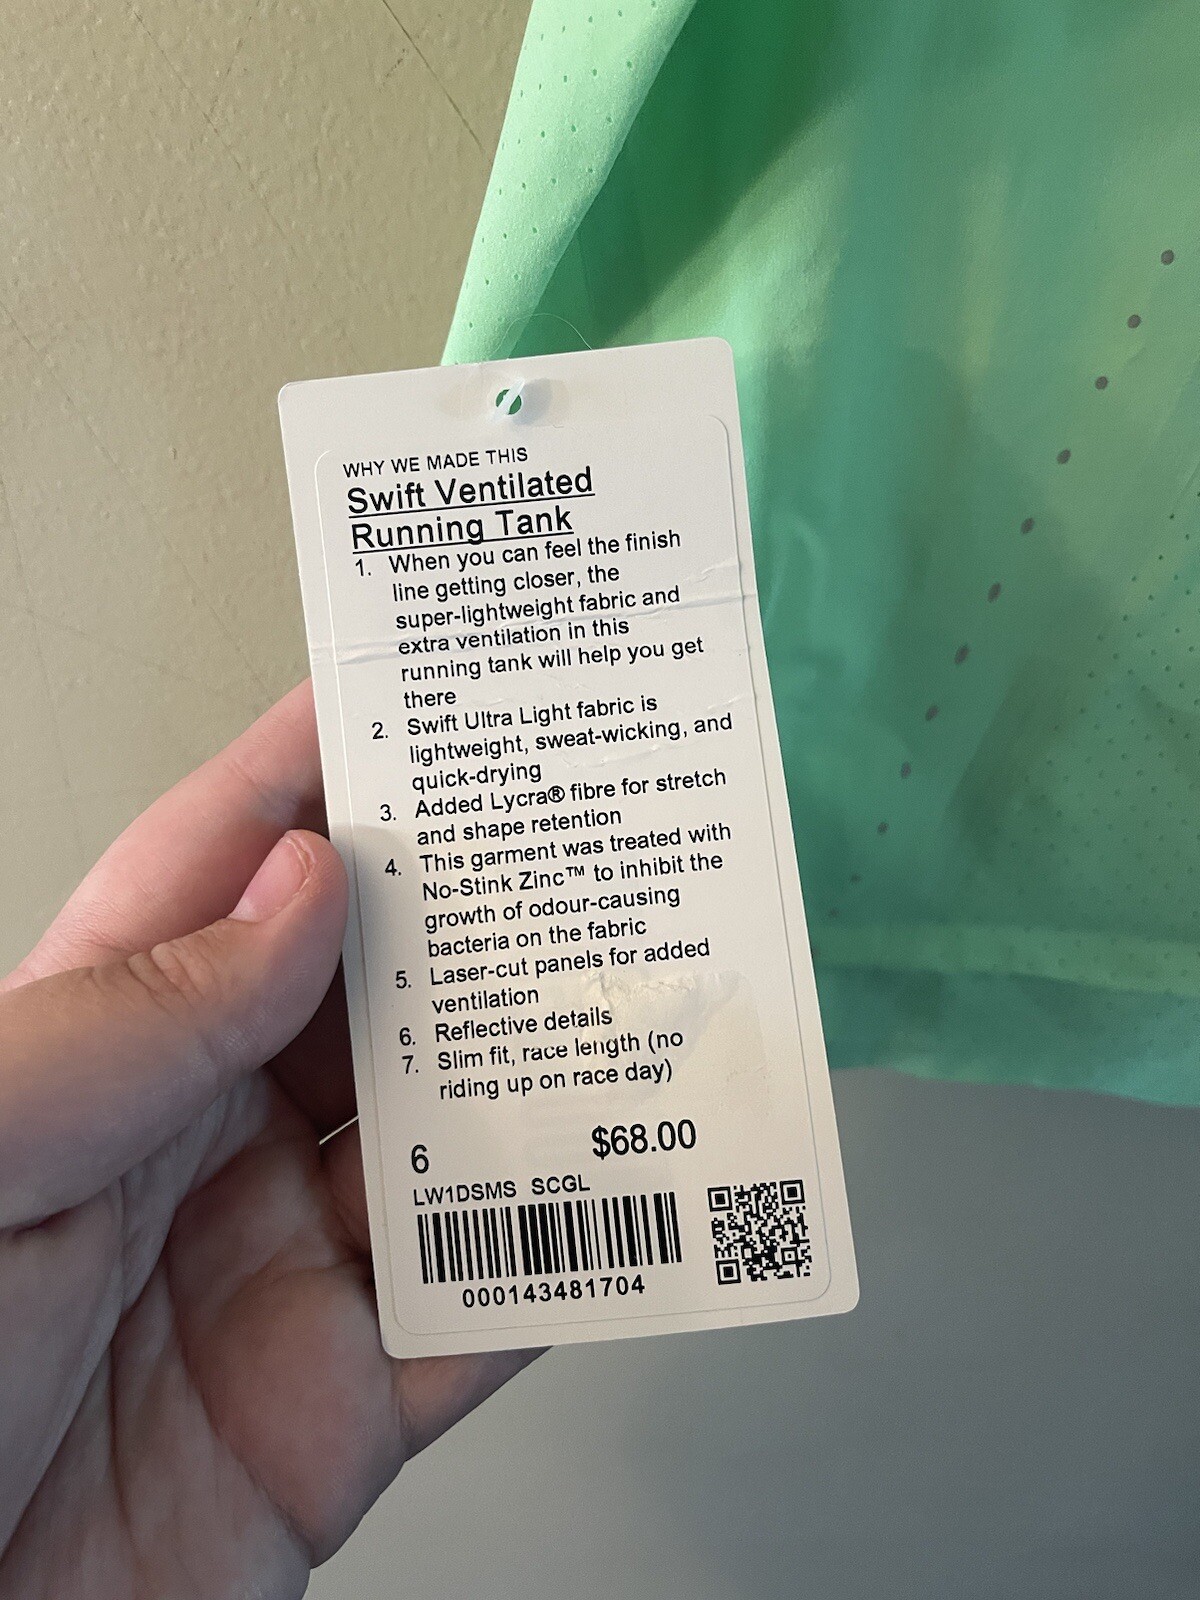 WHY WE MADE THIS
Swift Ventilated
Running Tank
1. When you can feel the finish
line getting closer, the
super-lightweight fabric and
extra ventilation in this
running tank will help you get
there
2. Swift Ultra Light fabric is
lightweight, sweat-wicking, and
quick-drying
3. Added Lycra® fibre for stretch
and shape retention
4. This garment was treated with
No-Stink Zinc™ to inhibit the
growth of odour-causing
bacteria on the fabric
5. Laser-cut panels for added
ventilation
6. Reflective details
7. Slim fit, race length (no
riding up on race day)
6 $68.00
LW1DSMS SCGL
000143481704